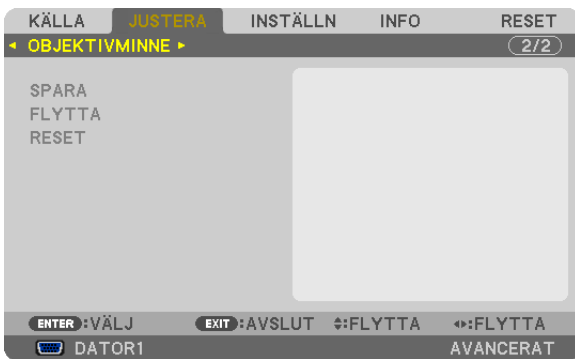 KÄLLA JUSTERA INSTÄLLN INFO RESET
OBJEKTIVMINNE 2/2
SPARA
FLYTTA
RESET
ENTER :VÄLJ EXIT :AVSLUT :FLYTTA :FLYTTA
DATOR1 AVANCERAT